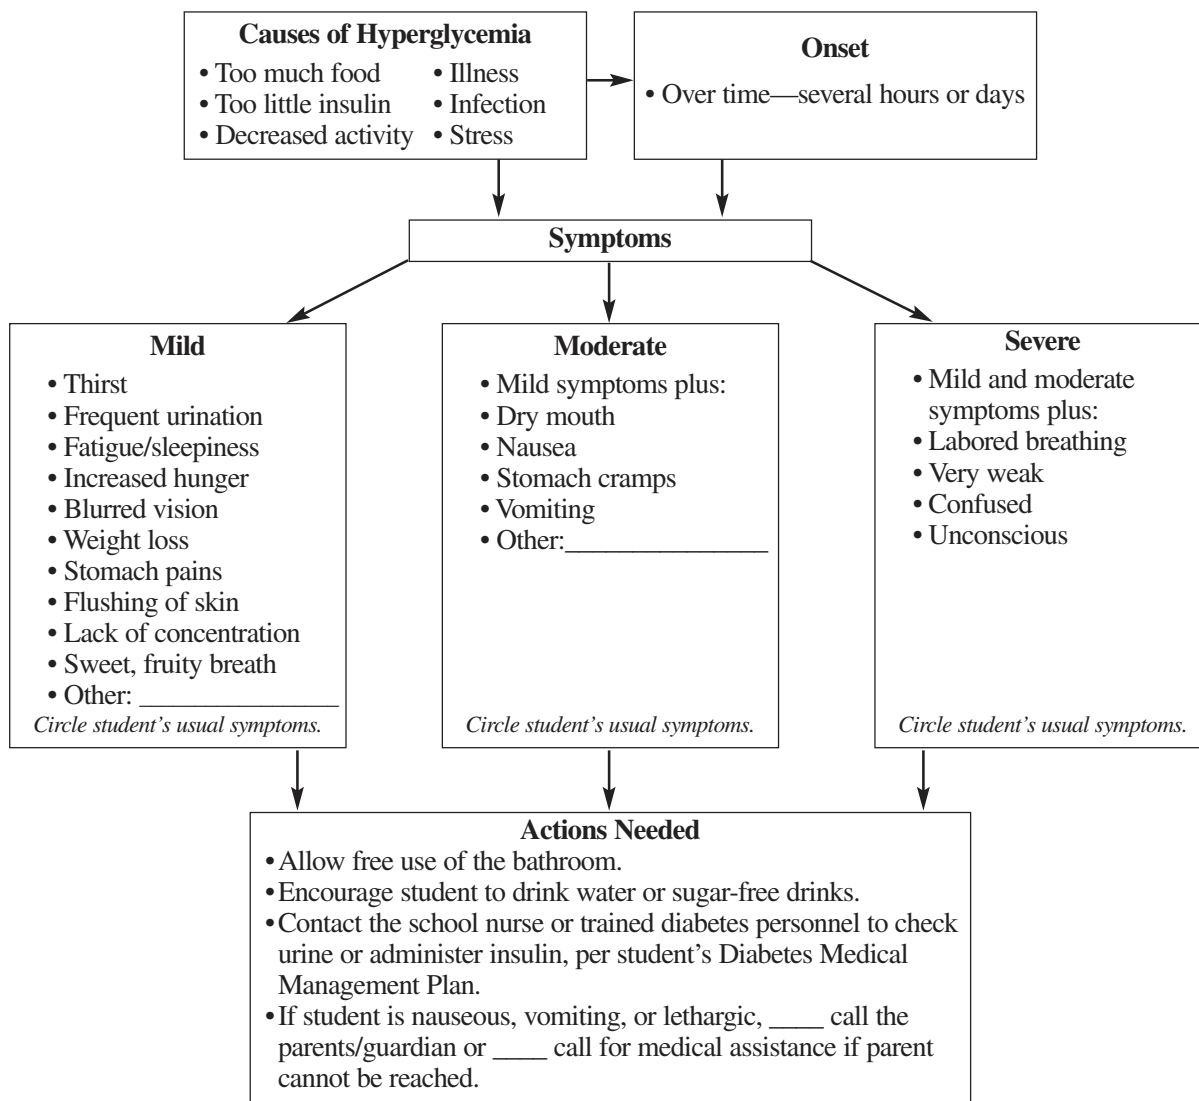 Causes of Hyperglycemia
• Too much food
• Too little insulin
• Decreased activity
• Illness
• Infection
• Stress
Onset
• Over time—several hours or days
Symptoms
Mild
• Thirst
• Frequent urination
• Fatigue/sleepiness
• Increased hunger
• Blurred vision
• Weight loss
• Stomach pains
• Flushing of skin
• Lack of concentration
• Sweet, fruity breath
• Other: ________________
Circle student’s usual symptoms.
Moderate
• Mild symptoms plus:
• Dry mouth
• Nausea
• Stomach cramps
• Vomiting
• Other:________________
Circle student’s usual symptoms.
Severe
• Mild and moderate
symptoms plus:
• Labored breathing
• Very weak
• Confused
• Unconscious
Circle student’s usual symptoms.
Actions Needed
• Allow free use of the bathroom.
• Encourage student to drink water or sugar-free drinks.
• Contact the school nurse or trained diabetes personnel to check
urine or administer insulin, per student’s Diabetes Medical
Management Plan.
• If student is nauseous, vomiting, or lethargic, ____ call the
parents/guardian or ____ call for medical assistance if parent
cannot be reached.